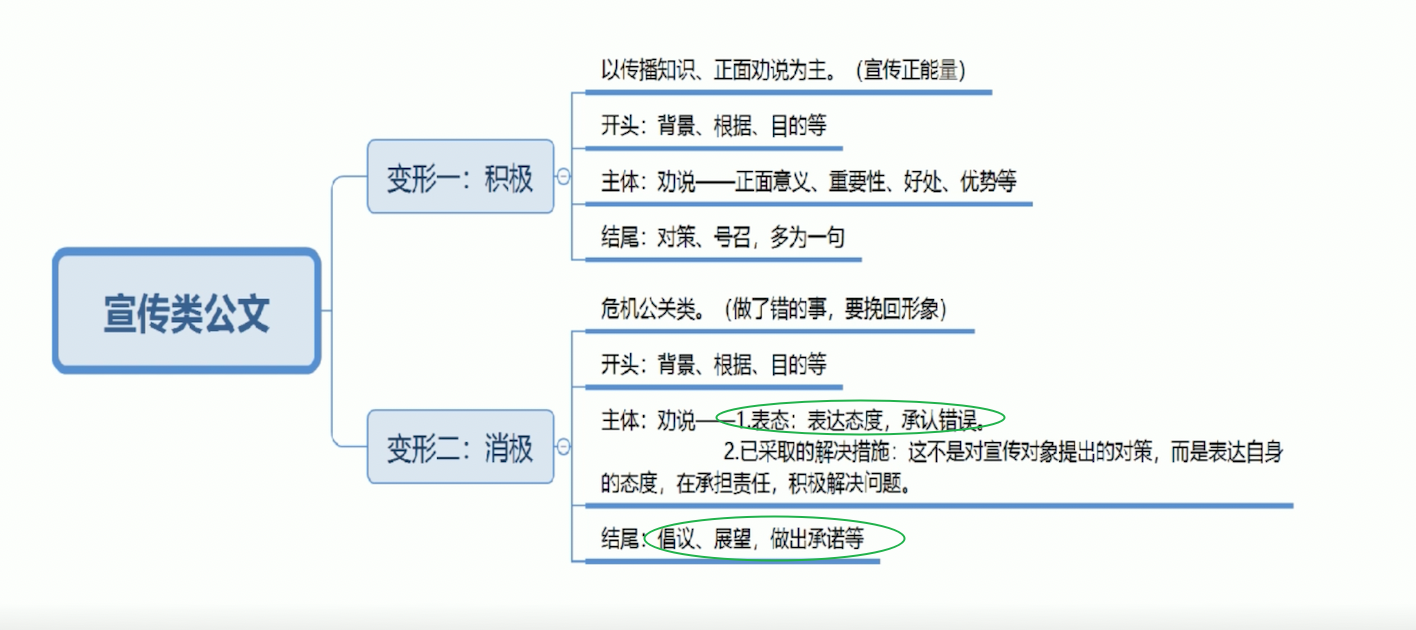 宣传类公文
变形一：积极
以传播知识、正面劝说为主。（宣传正能量）
开头：背景、根据、目的等
主体：劝说——正面意义、重要性、好处、优势等
结尾：对策、号召，多为一句
变形二：消极
危机公关类。（做了错的事，要挽回形象）
开头：背景、根据、目的等
主体：劝说——1.表态：表达态度，承认错误。
2.已采取的解决措施：这不是对宣传对象提出的对策，而是表达自身
的态度，在承担责任，积极解决问题。
结尾：倡议、展望，做出承诺等